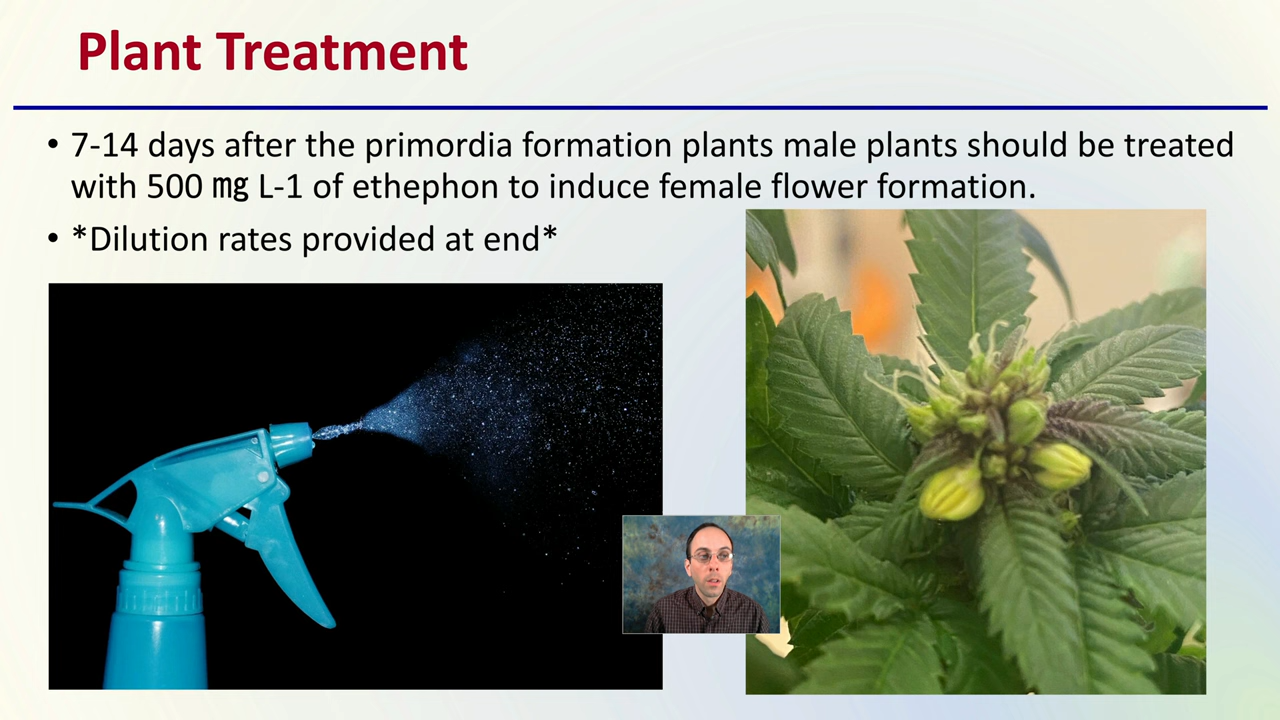 Plant Treatment
• 7-14 days after the primordia formation plants male plants should be treated
with 500 mg L-1 of ethephon to induce female flower formation.
• *Dilution rates provided at end*